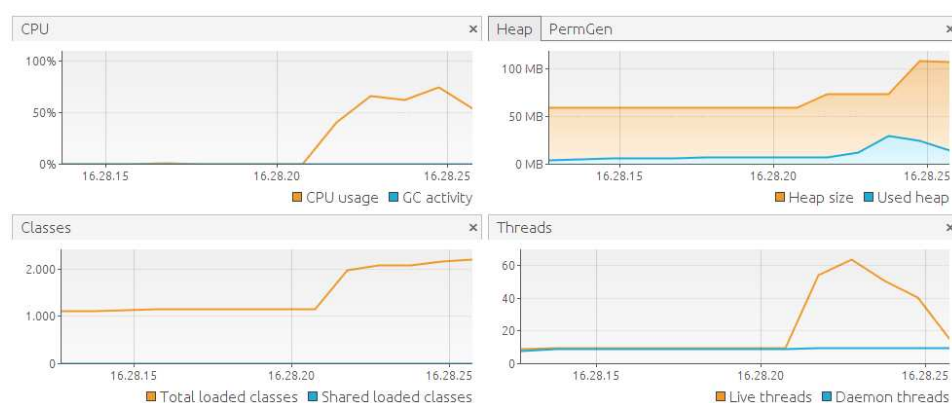 CPU ×
100%
50%
0%
16.28.15 16.28.20
CPU usage GC activity
Heap PermGen ×
100 MB
50 MB
0 MB
16.28.15 16.28.20 16.28.25
Heap size Used heap
Classes ×
2.000
1.000
0
16.28.15 16.28.20 16.28.25
Total loaded classes Shared loaded classes
Threads ×
60
40
20
0
16.28.15 16.28.20 16.28.25
Live threads Daemon threads